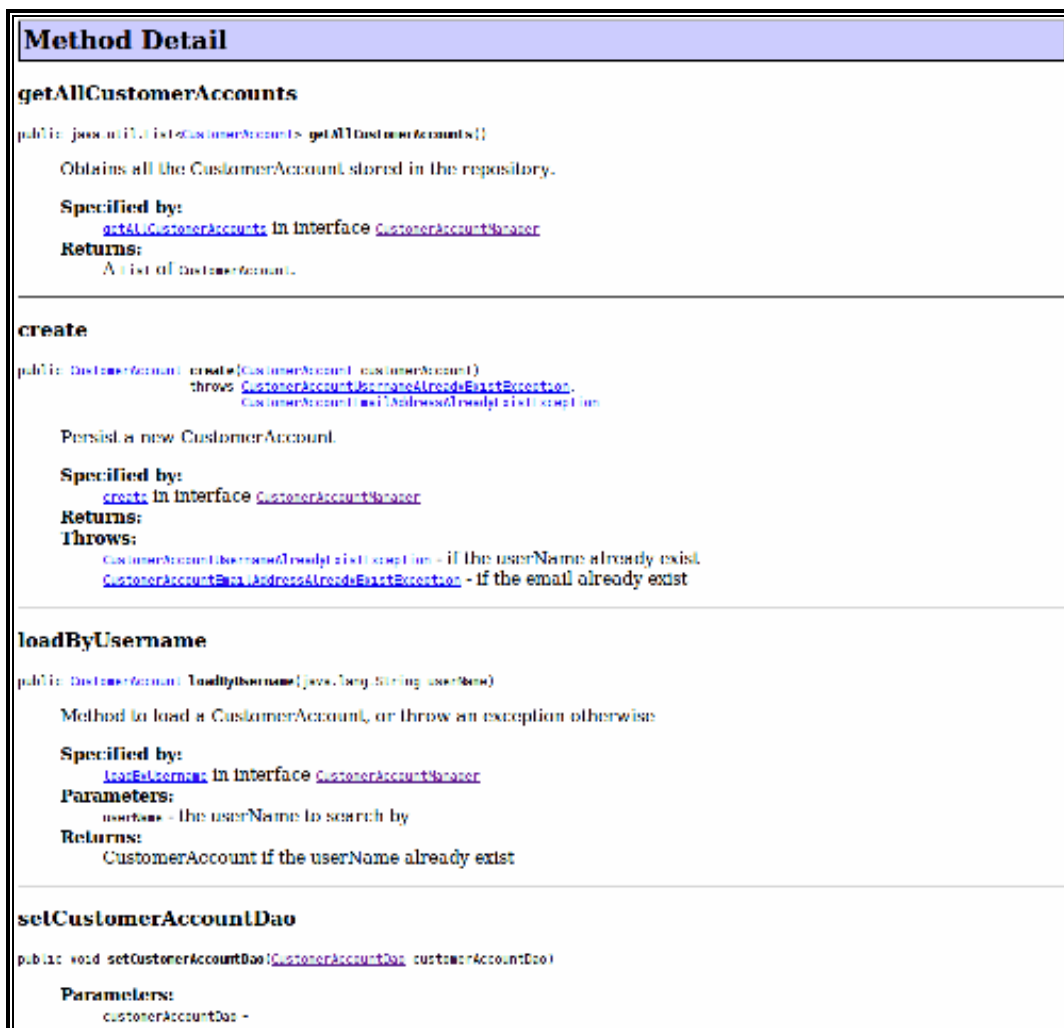 Method Detail
getAllCustomerAccounts
public java.util.List<CustomerAccount> getAllCustomerAccounts()
Obtains all the CustomerAccount stored in the repository.
Specified by:
getAllCustomerAccounts in interface CustomerAccountManager
Returns:
A List of CustomerAccount.
create
public CustomerAccount create(CustomerAccount customerAccount)
throws CustomerAccountUsernameAlreadyExistException,
CustomerAccountEmailAddressAlreadyExistException
Persist a new CustomerAccount
Specified by:
create in interface CustomerAccountManager
Returns:
Throws:
CustomerAccountUsernameAlreadyExistException - if the userName already exist
CustomerAccountEmailAddressAlreadyExistException - if the email already exist
loadByUsername
public CustomerAccount loadByUsername(java.lang.String userName)
Method to load a CustomerAccount, or throw an exception otherwise
Specified by:
loadByUsername in interface CustomerAccountManager
Parameters:
userName - the userName to search by
Returns:
CustomerAccount if the userName already exist
setCustomerAccountDao
public void setCustomerAccountDao(CustomerAccountDao customerAccountDao)
Parameters:
customerAccountDao -